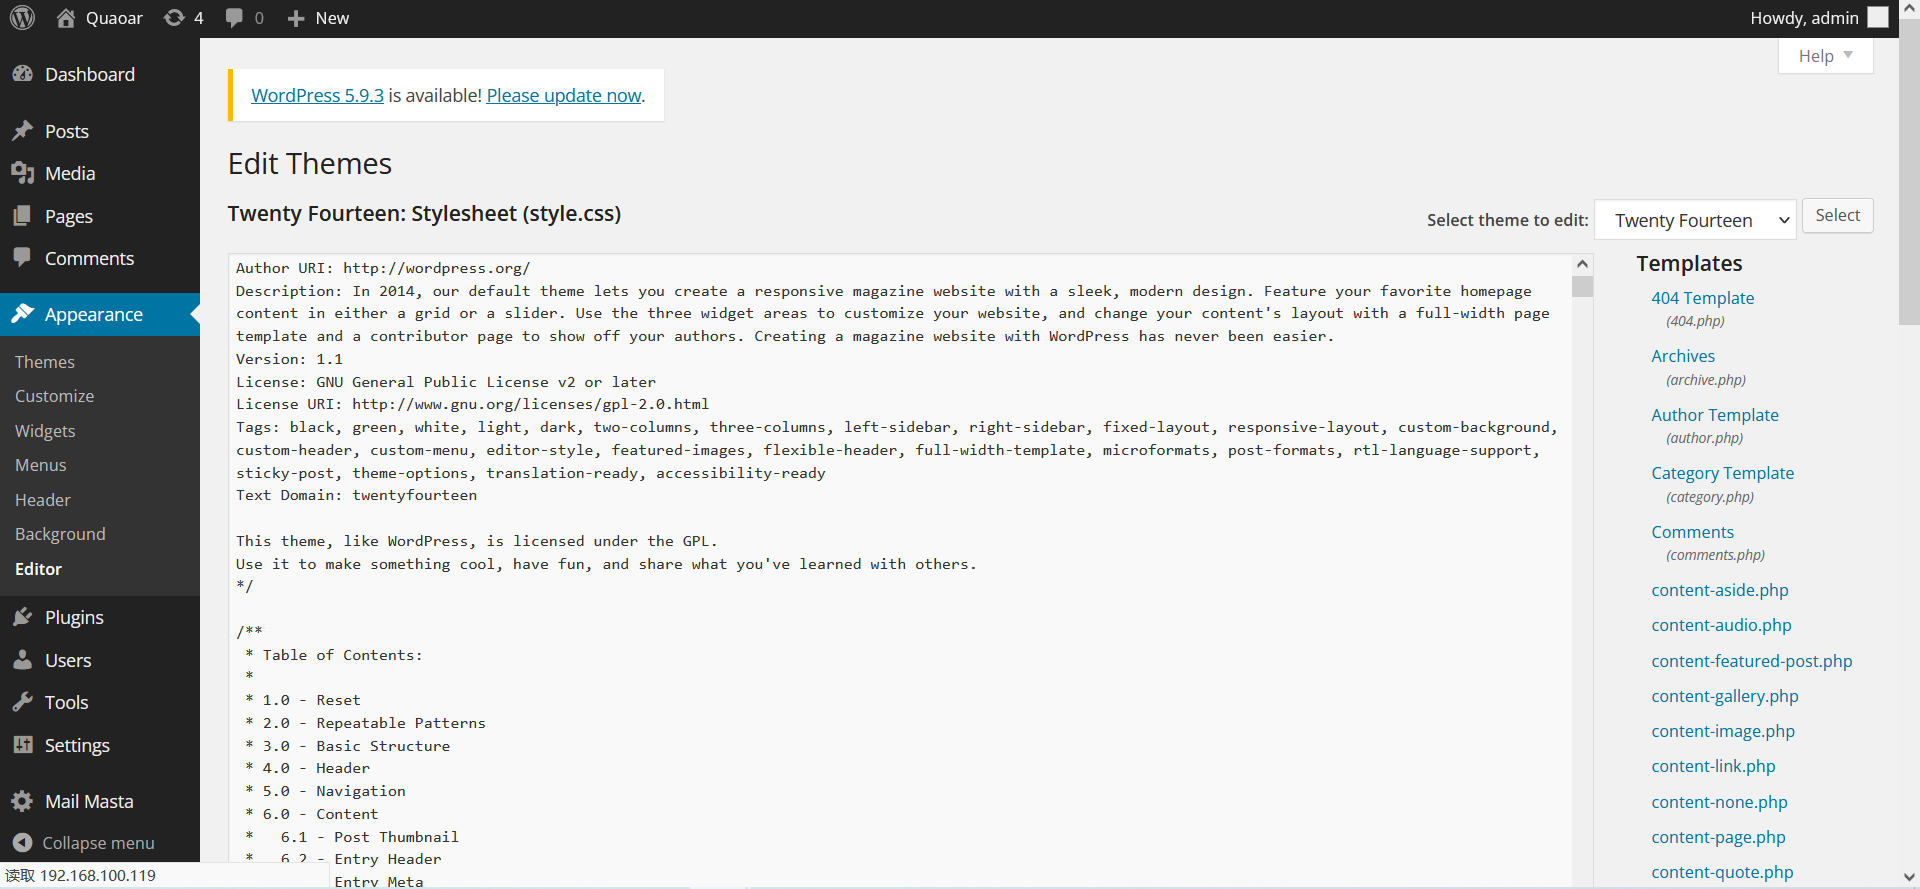 Quaoar 4 0 New Howdy, admin
Help
Dashboard
Posts
Media
Pages
Comments
Appearance
Themes
Customize
Widgets
Menus
Header
Background
Editor
Plugins
Users
Tools
Settings
Mail Masta
Collapse menu
WordPress 5.9.3 is available! Please update now.
Edit Themes
Twenty Fourteen: Stylesheet (style.css)
Select theme to edit: Twenty Fourteen Select
Author URI: http://wordpress.org/
Description: In 2014, our default theme lets you create a responsive magazine website with a sleek, modern design. Feature your favorite homepage
content in either a grid or a slider. Use the three widget areas to customize your website, and change your content's layout with a full-width page
template and a contributor page to show off your authors. Creating a magazine website with WordPress has never been easier.
Version: 1.1
License: GNU General Public License v2 or later
License URI: http://www.gnu.org/licenses/gpl-2.0.html
Tags: black, green, white, light, dark, two-columns, three-columns, left-sidebar, right-sidebar, fixed-layout, responsive-layout, custom-background,
custom-header, custom-menu, editor-style, featured-images, flexible-header, full-width-template, microformats, post-formats, rtl-language-support,
sticky-post, theme-options, translation-ready, accessibility-ready
Text Domain: twentyfourteen
This theme, like WordPress, is licensed under the GPL.
Use it to make something cool, have fun, and share what you've learned with others.
*/
/**
* Table of Contents:
*
* 1.0 - Reset
* 2.0 - Repeatable Patterns
* 3.0 - Basic Structure
* 4.0 - Header
* 5.0 - Navigation
* 6.0 - Content
* 6.1 - Post Thumbnail
* 6.2 - Entry Header
Entry Meta
Templates
404 Template
(404.php)
Archives
(archive.php)
Author Template
(author.php)
Category Template
(category.php)
Comments
(comments.php)
content-aside.php
content-audio.php
content-featured-post.php
content-gallery.php
content-image.php
content-link.php
content-none.php
content-page.php
content-quote.php
读取 192.168.100.119